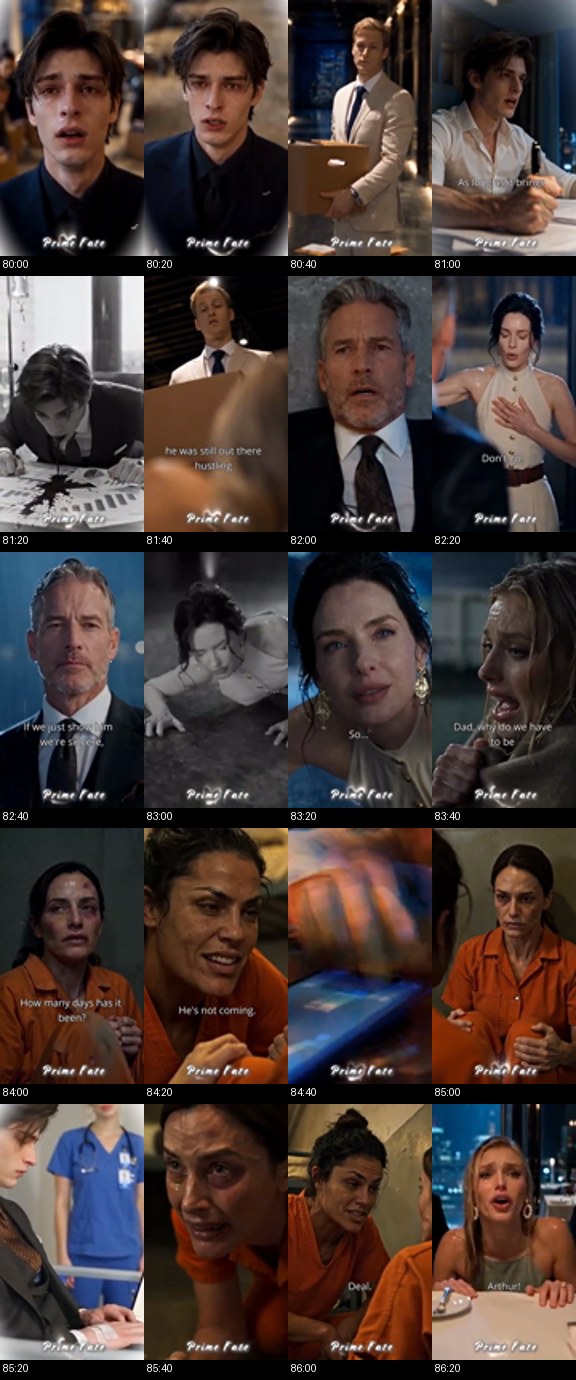 Prime Fate
Prime Fate
Prime Fate
As long
bring
Prime Fate
80:00
80:20
80:40
81:00
Prime Fate
he was still out there
hustling.
Prime Fate
Prime Fate
Don't
Prime Fate
81:20
81:40
82:00
82:20
If we just show him
we're sincere,
Prime Fate
Prime Fate
So...
Prime Fate
Dad, why do we have
to be
Prime Fate
82:40
83:00
83:20
83:40
How many days has it
been?
Prime Fate
He's not coming.
Prime Fate
Prime Fate
Prime Fate
84:00
84:20
84:40
85:00
Prime Fate
Prime Fate
Deal.
Prime Fate
Arthur!
Prime Fate
85:20
85:40
86:00
86:20